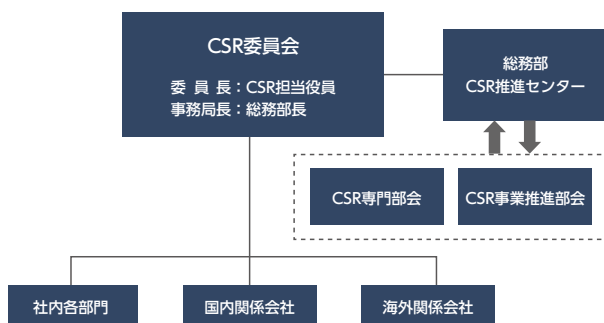 CSR委員会
委 員 長：CSR担当役員
事務局長：総務部長
総務部
CSR推進センター
CSR専門部会
CSR事業推進部会
社内各部門
国内関係会社
海外関係会社